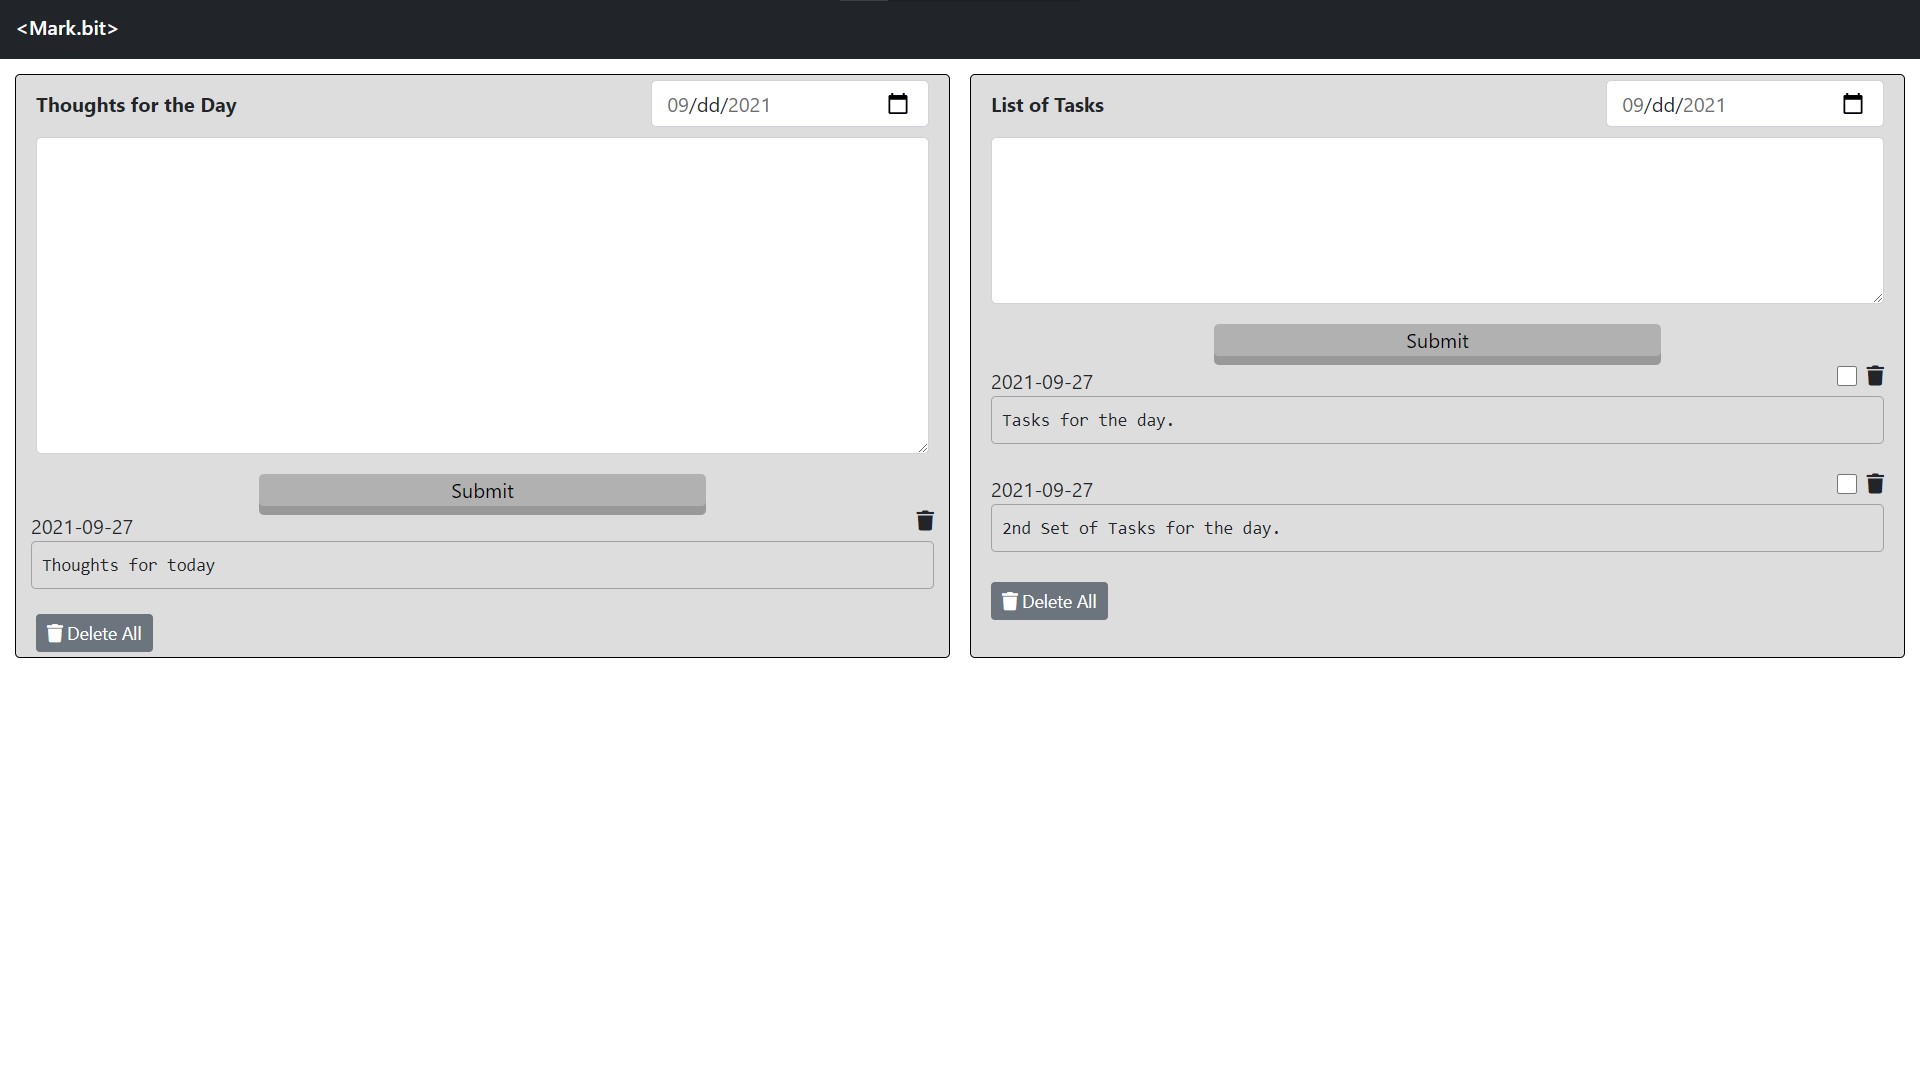 <Mark.bit>
Thoughts for the Day
09/dd/2021
Submit
2021-09-27
Thoughts for today
Delete All
List of Tasks
09/dd/2021
Submit
2021-09-27
Tasks for the day.
2021-09-27
2nd Set of Tasks for the day.
Delete All